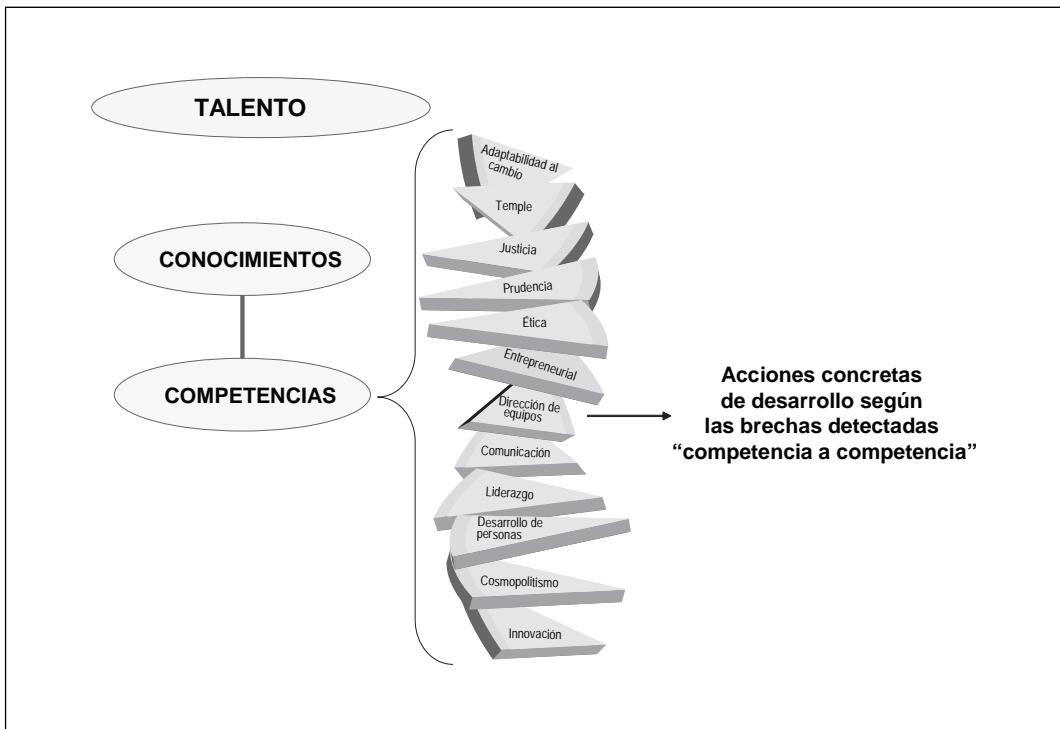 TALENTO
CONOCIMIENTOS
COMPETENCIAS
Adaptabilidad al
cambio
Temple
Justicia
Prudencia
Ética
Entrepreneurial
Dirección de
equipos
Comunicación
Liderazgo
Desarrollo de
personas
Cosmopolitismo
Innovación
Acciones concretas
de desarrollo según
las brechas detectadas
“competencia a competencia”